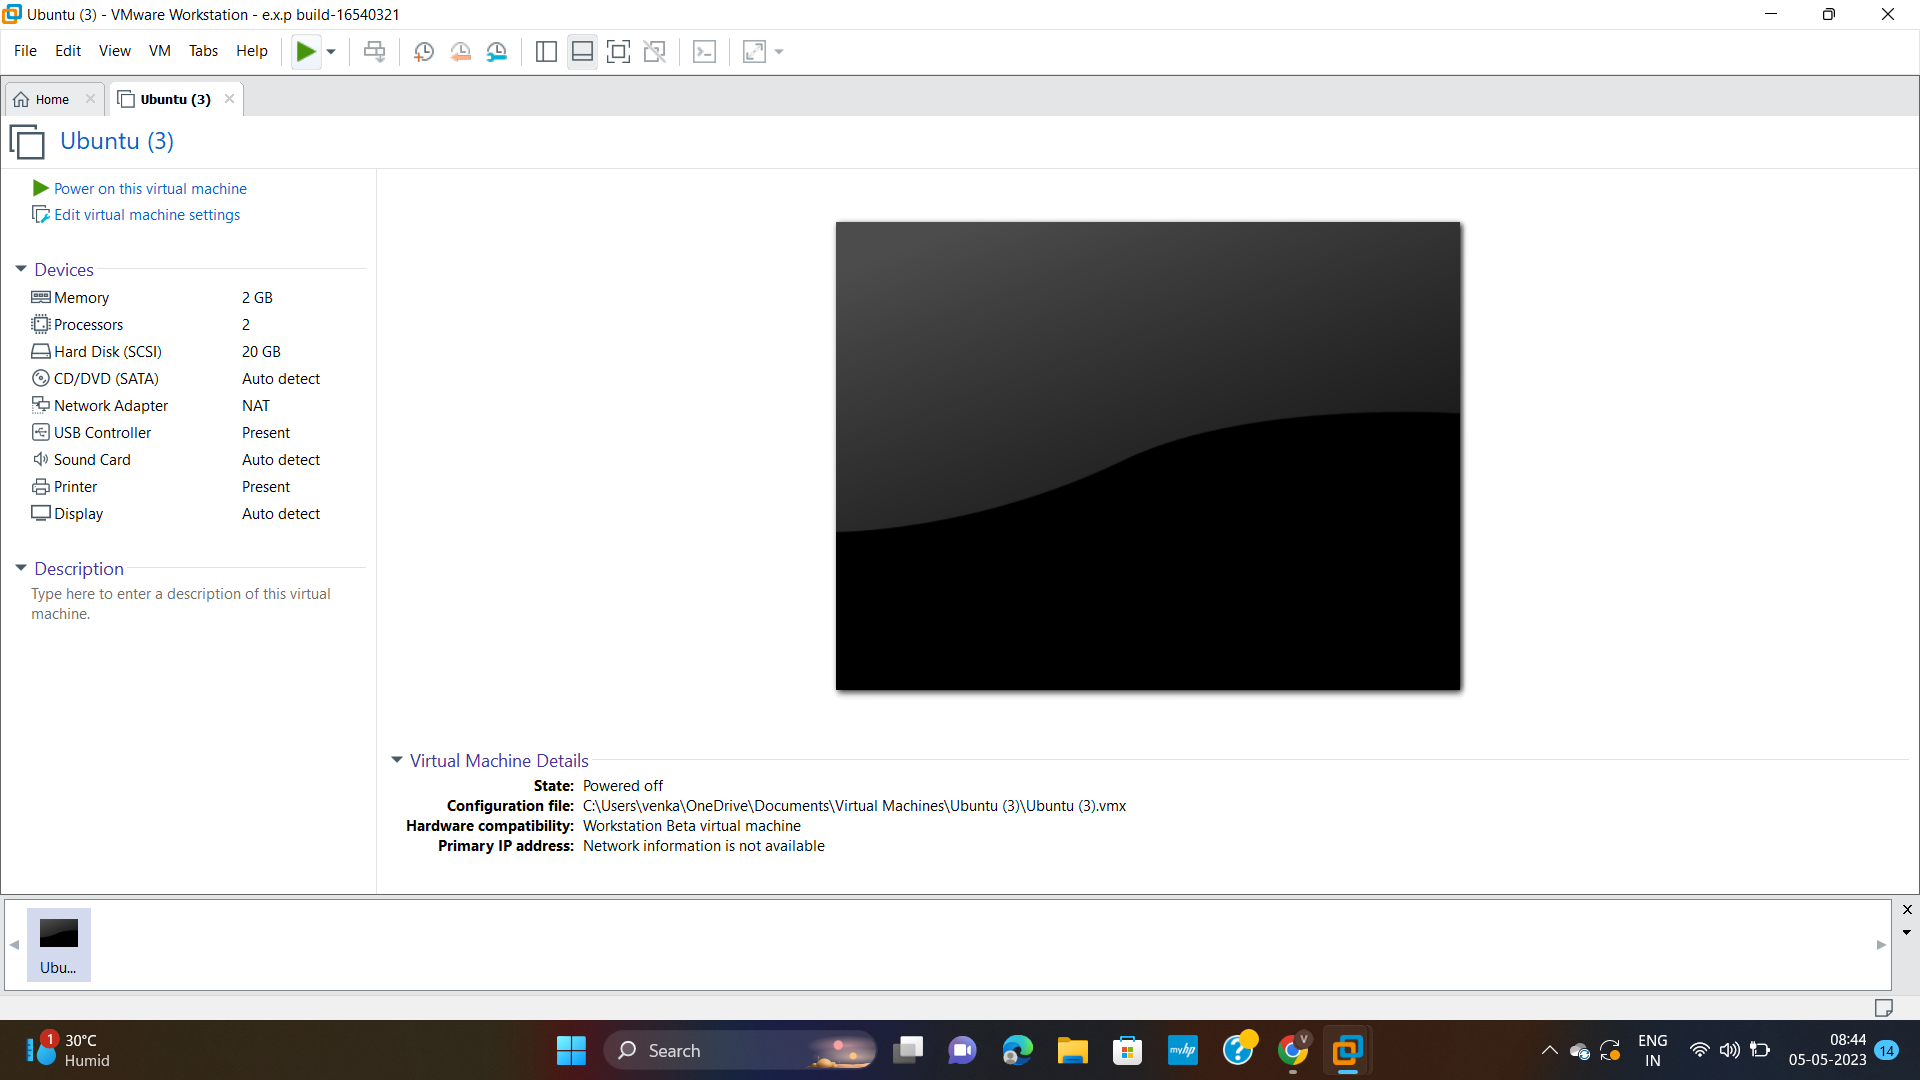 Ubuntu (3) - VMware Workstation - e.x.p build-16540321
File Edit View VM Tabs Help
Home Ubuntu (3)
Ubuntu (3)
Power on this virtual machine
Edit virtual machine settings
Devices
Memory 2 GB
Processors 2
Hard Disk (SCSI) 20 GB
CD/DVD (SATA) Auto detect
Network Adapter NAT
USB Controller Present
Sound Card Auto detect
Printer Present
Display Auto detect
Description
Type here to enter a description of this virtual
machine.
Virtual Machine Details
State: Powered off
Configuration file: C:\Users\venka\OneDrive\Documents\Virtual Machines\Ubuntu (3)\Ubuntu (3).vmx
Hardware compatibility: Workstation Beta virtual machine
Primary IP address: Network information is not available
Ubu...
1
30°C
Humid
Search
myhp
V
ENG
IN
08:44
05-05-2023
14